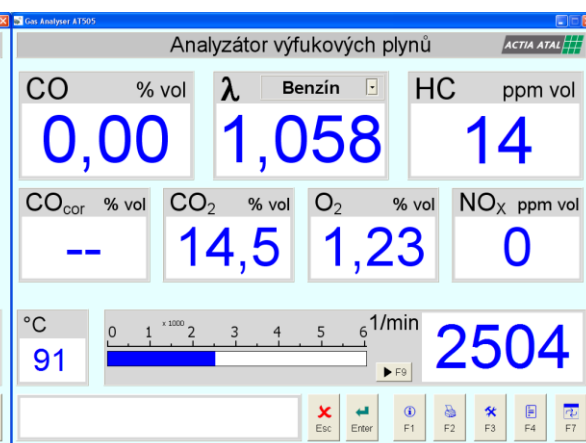 Gas Analyser AT505
Analyzátor výfukových plynů
ACTIA ATAL
CO % vol
0,00
λ Benzín
1,058
HC ppm vol
14
COcor % vol
--
CO2 % vol
14,5
O2 % vol
1,23
NOX ppm vol
0
°C
91
0 1 x 1000 2 3 4 5 6 1/min
2504
F9
Esc Enter F1 F2 F3 F4 F7